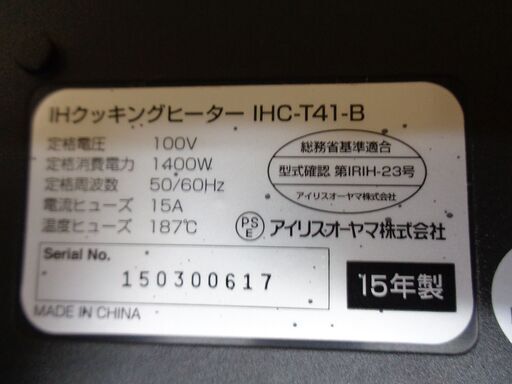 IHクッキングヒーター IHC-T41-B
定格電圧 100V
定格消費電力 1400W
定格周波数 50/60Hz
電流ヒューズ 15A
温度ヒューズ 187℃
総務省基準適合
型式確認 第IRIH-23号
アイリスオーヤマ株式会社
PSE アイリスオーヤマ株式会社
Serial No.
150300617
15年製
MADE IN CHINA